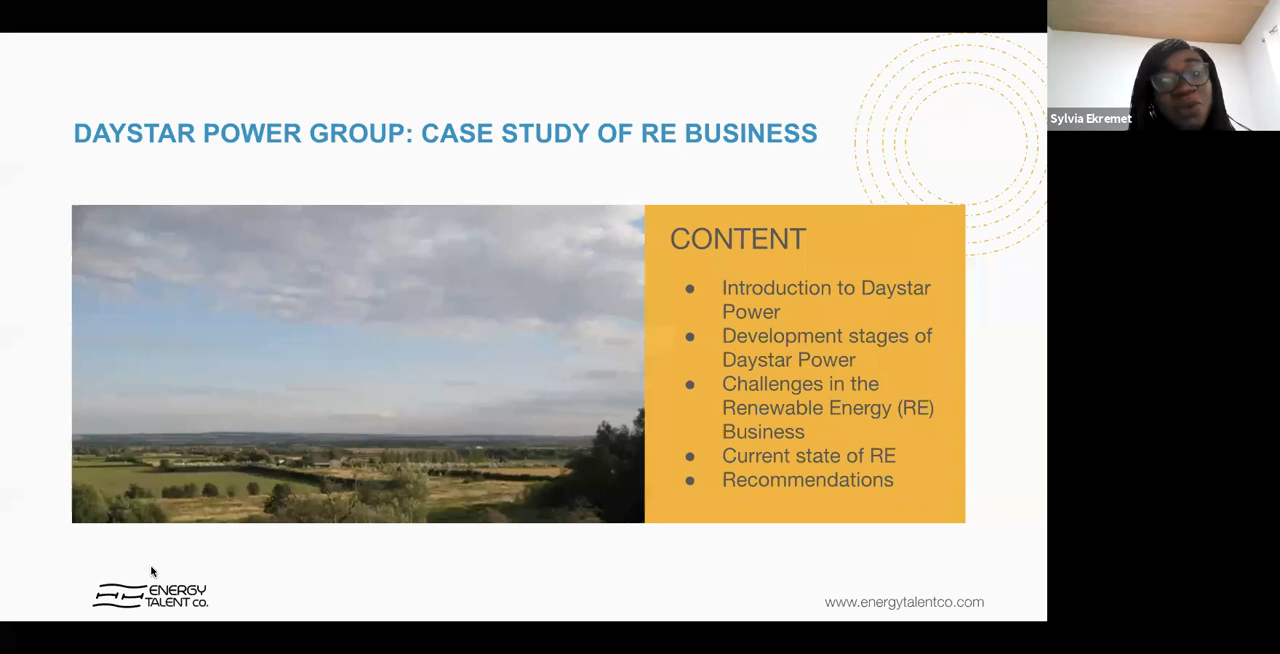 DAYSTAR POWER GROUP: CASE STUDY OF RE BUSINESS
CONTENT
● Introduction to Daystar
Power
● Development stages of
Daystar Power
● Challenges in the
Renewable Energy (RE)
Business
● Current state of RE
● Recommendations
ENERGY
TALENT CO.
www.energytalentco.com
Sylvia Ekremet